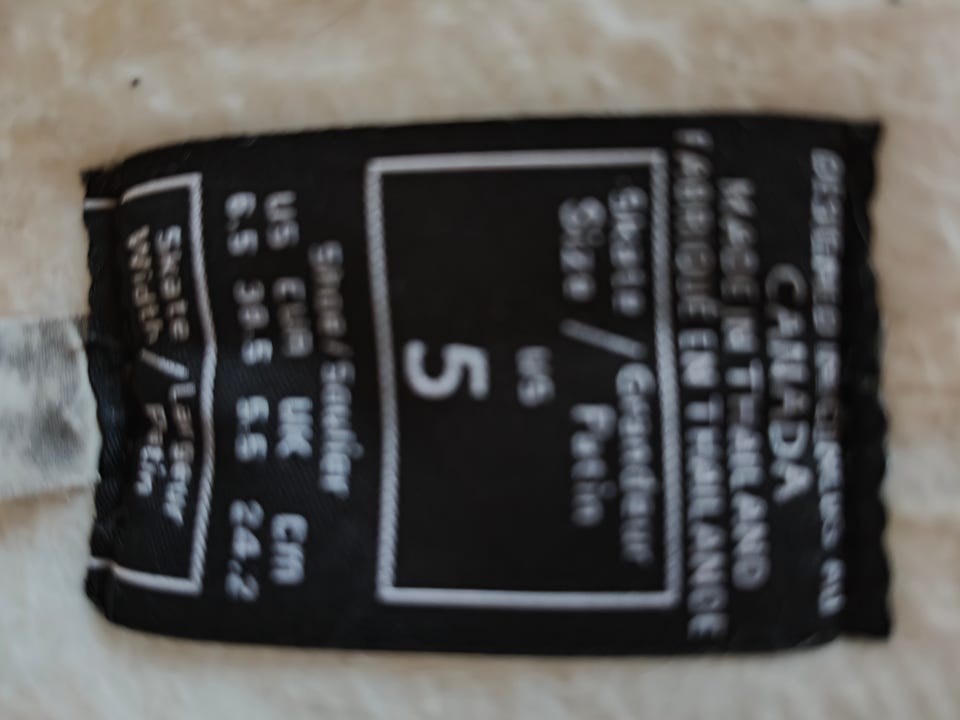 CANADA
MADE IN THAILAND
FABRIQUÉ EN THAILANDE
Skate / Grandeur
Size Patin
US
5
Shoe / Soulier
US EUR UK Cm
6.5 38.5 5.5 24.2
Skate / Largeur
Width Patin